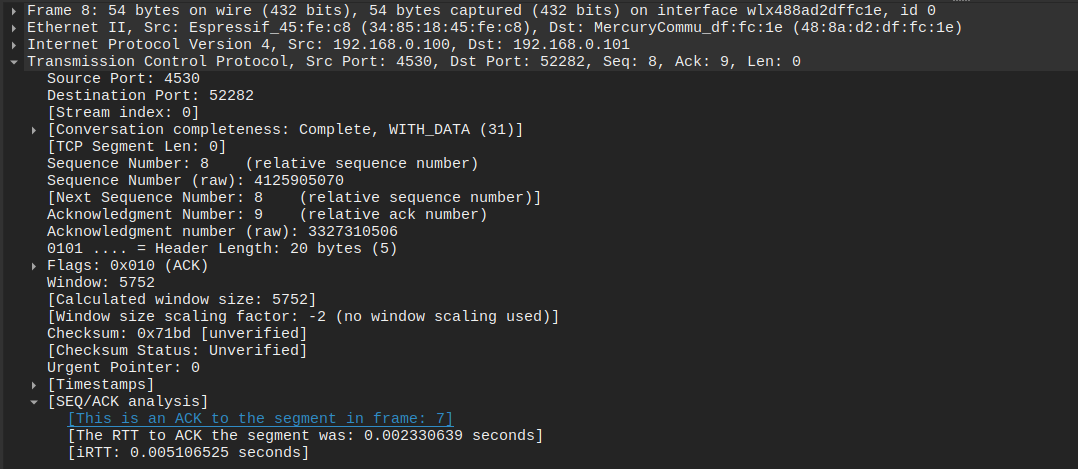 Frame 8: 54 bytes on wire (432 bits), 54 bytes captured (432 bits) on interface wlx488ad2dffc1e, id 0
Ethernet II, Src: Espressif_45:fe:c8 (34:85:18:45:fe:c8), Dst: MercuryCommu_df:fc:1e (48:8a:d2:df:fc:1e)
Internet Protocol Version 4, Src: 192.168.0.100, Dst: 192.168.0.101
Transmission Control Protocol, Src Port: 4530, Dst Port: 52282, Seq: 8, Ack: 9, Len: 0
Source Port: 4530
Destination Port: 52282
[Stream index: 0]
[Conversation completeness: Complete, WITH_DATA (31)]
[TCP Segment Len: 0]
Sequence Number: 8    (relative sequence number)
Sequence Number (raw): 4125905070
[Next Sequence Number: 8    (relative sequence number)]
Acknowledgment Number: 9    (relative ack number)
Acknowledgment number (raw): 3327310506
0101 .... = Header Length: 20 bytes (5)
Flags: 0x010 (ACK)
Window: 5752
[Calculated window size: 5752]
[Window size scaling factor: -2 (no window scaling used)]
Checksum: 0x71bd [unverified]
[Checksum Status: Unverified]
Urgent Pointer: 0
[Timestamps]
[SEQ/ACK analysis]
[This is an ACK to the segment in frame: 7]
[The RTT to ACK the segment was: 0.002330639 seconds]
[iRTT: 0.005106525 seconds]